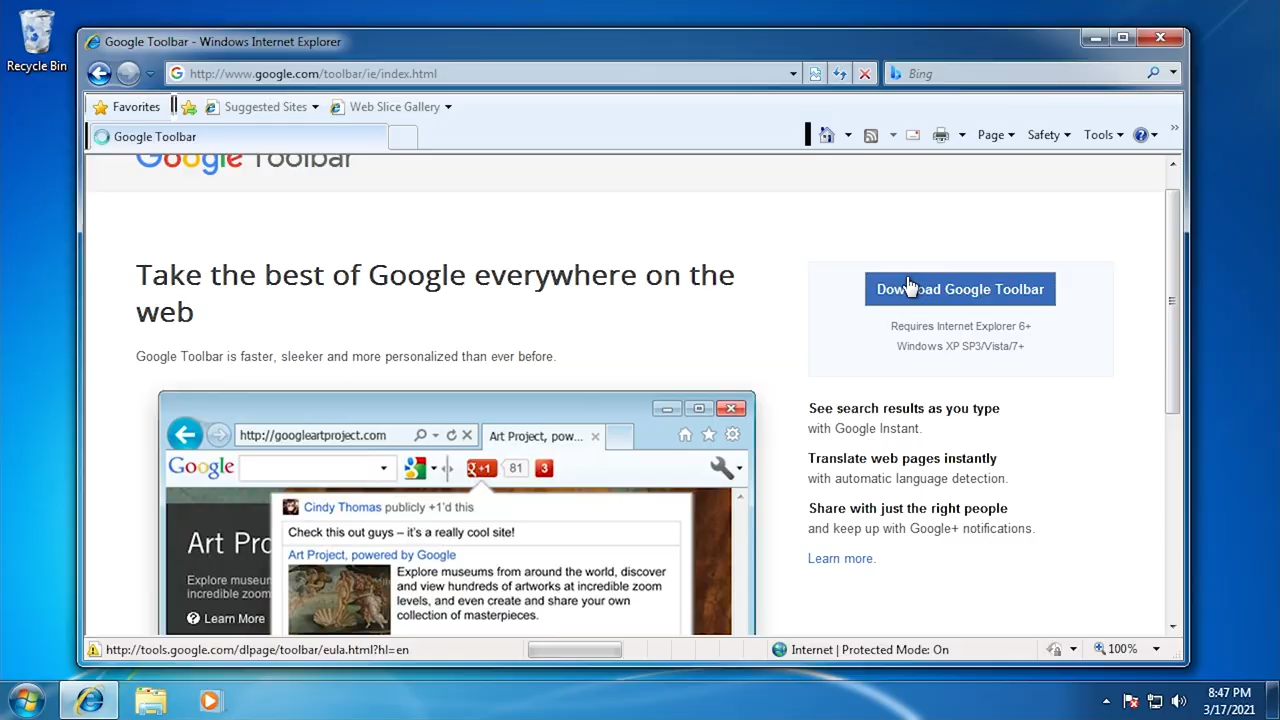 Recycle Bin
Google Toolbar - Windows Internet Explorer
http://www.google.com/toolbar/ie/index.html
Bing
Favorites
Suggested Sites
Web Slice Gallery
Google Toolbar
Page
Safety
Tools
»
Google Toolbar
Take the best of Google everywhere on the
web
Google Toolbar is faster, sleeker and more personalized than ever before.
Download Google Toolbar
Requires Internet Explorer 6+
Windows XP SP3/Vista/7+
See search results as you type
with Google Instant.
Translate web pages instantly
with automatic language detection.
Share with just the right people
and keep up with Google+ notifications.
Learn more.
http://googleartproject.com
Art Project, pow...
Google
+1
81
3
Cindy Thomas publicly +1'd this
Check this out guys – it's a really cool site!
Art Project, powered by Google
Explore museums from around the world, discover
and view hundreds of artworks at incredible zoom
levels, and even create and share your own
collection of masterpieces.
Art Pro
Explore museum
incredible zoom
Learn More
http://tools.google.com/dlpage/toolbar/eula.html?hl=en
Internet | Protected Mode: On
100%
8:47 PM
3/17/2021